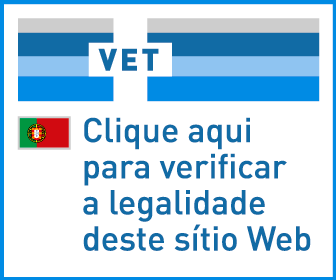 VET
Clique aqui
para verificar
a legalidade
deste sítio Web